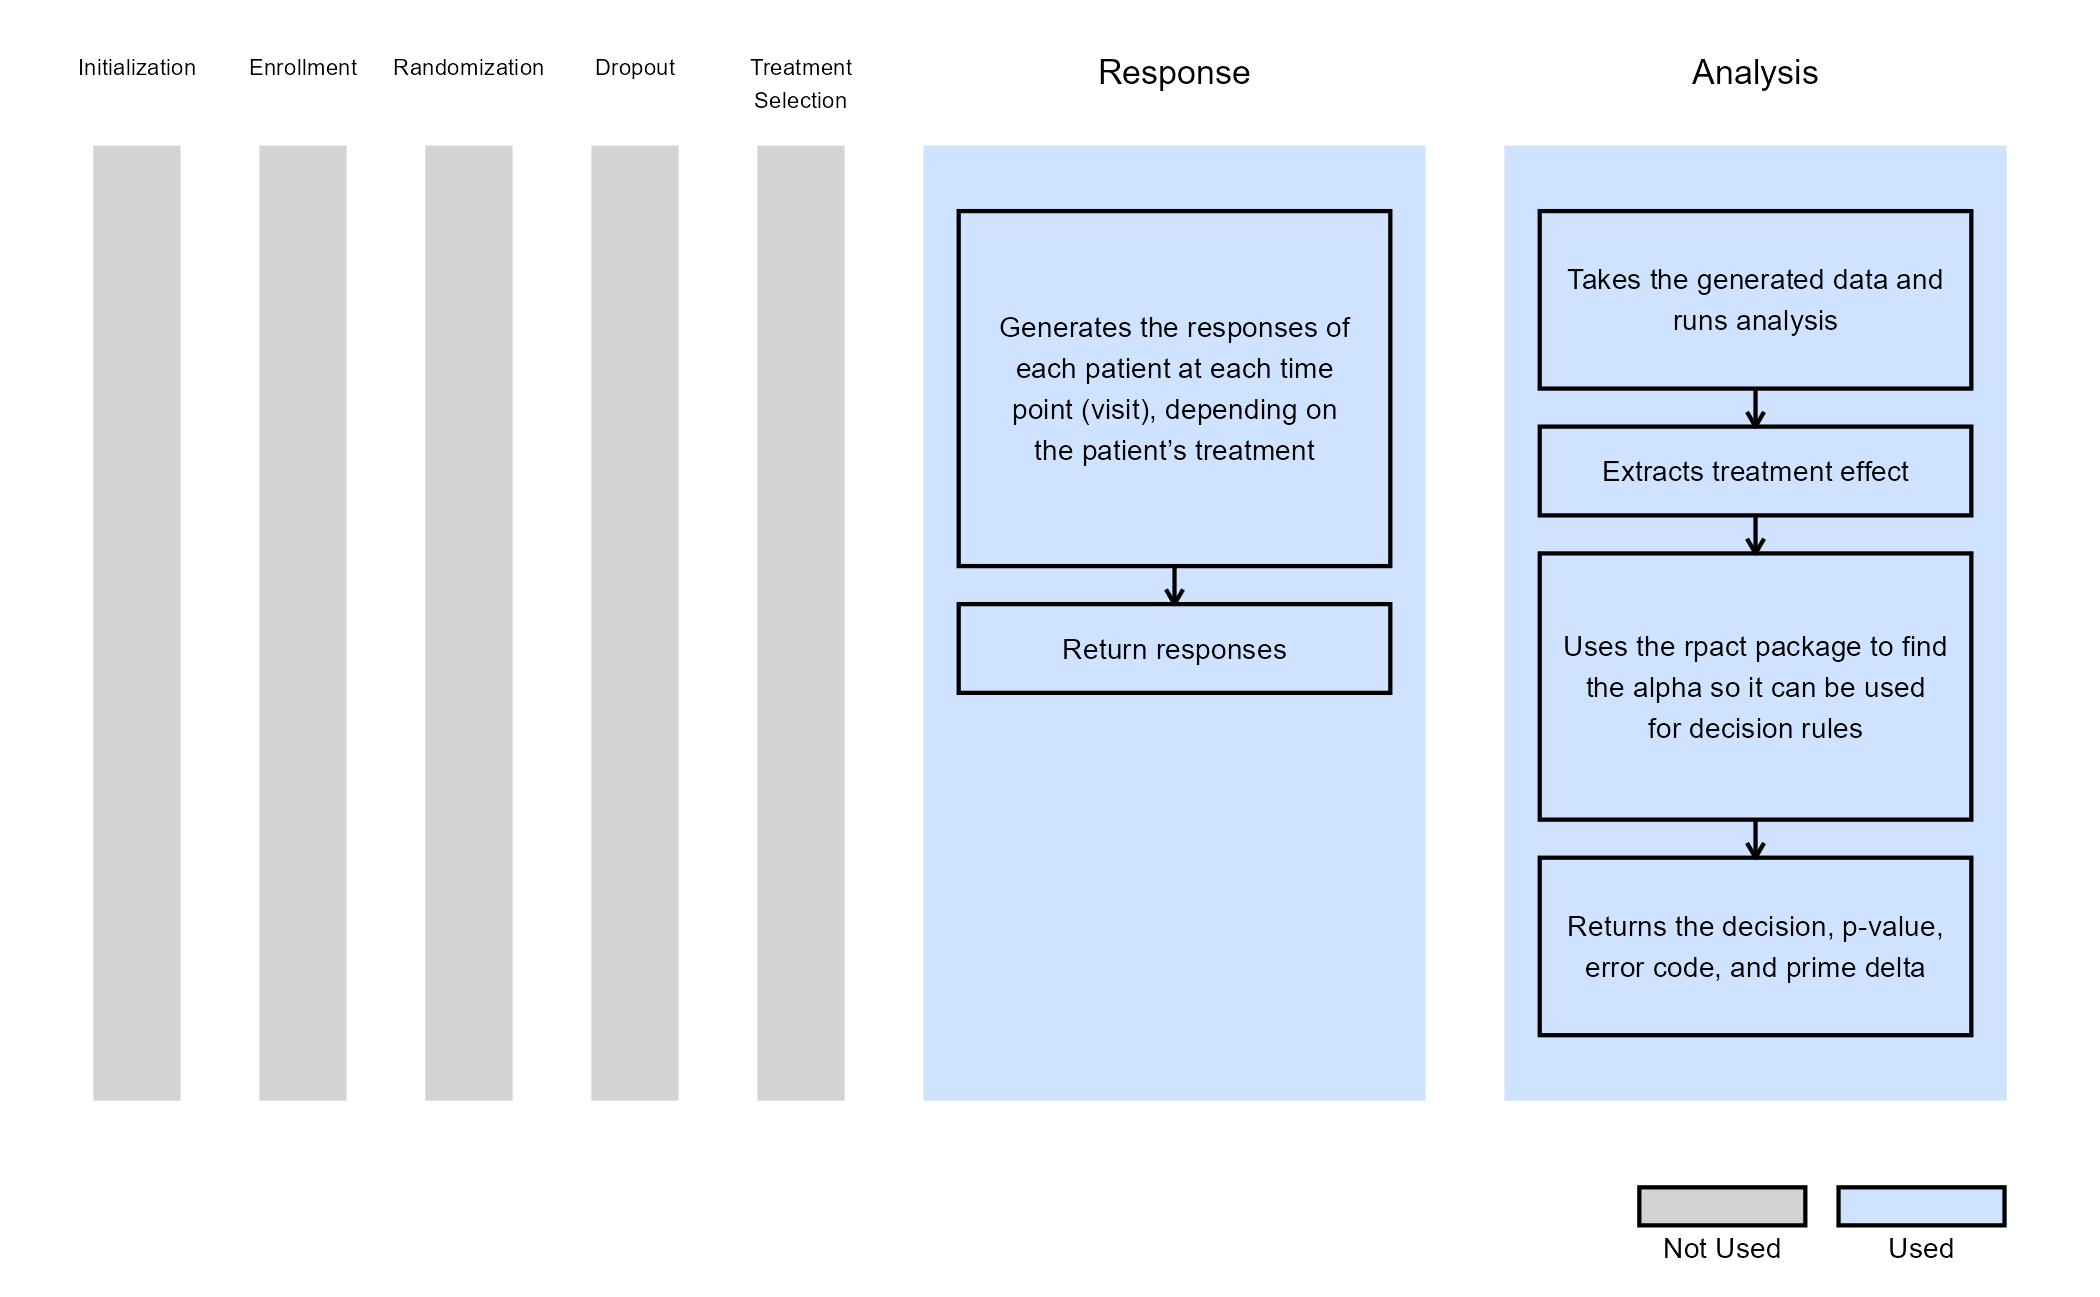 Initialization
Enrollment
Randomization
Dropout
Treatment
Selection
Response
Analysis
Generates the responses of
each patient at each time
point (visit), depending on
the patient’s treatment
Return responses
Takes the generated data and
runs analysis
Extracts treatment effect
Uses the rpact package to find
the alpha so it can be used
for decision rules
Returns the decision, p-value,
error code, and prime delta
Not Used
Used